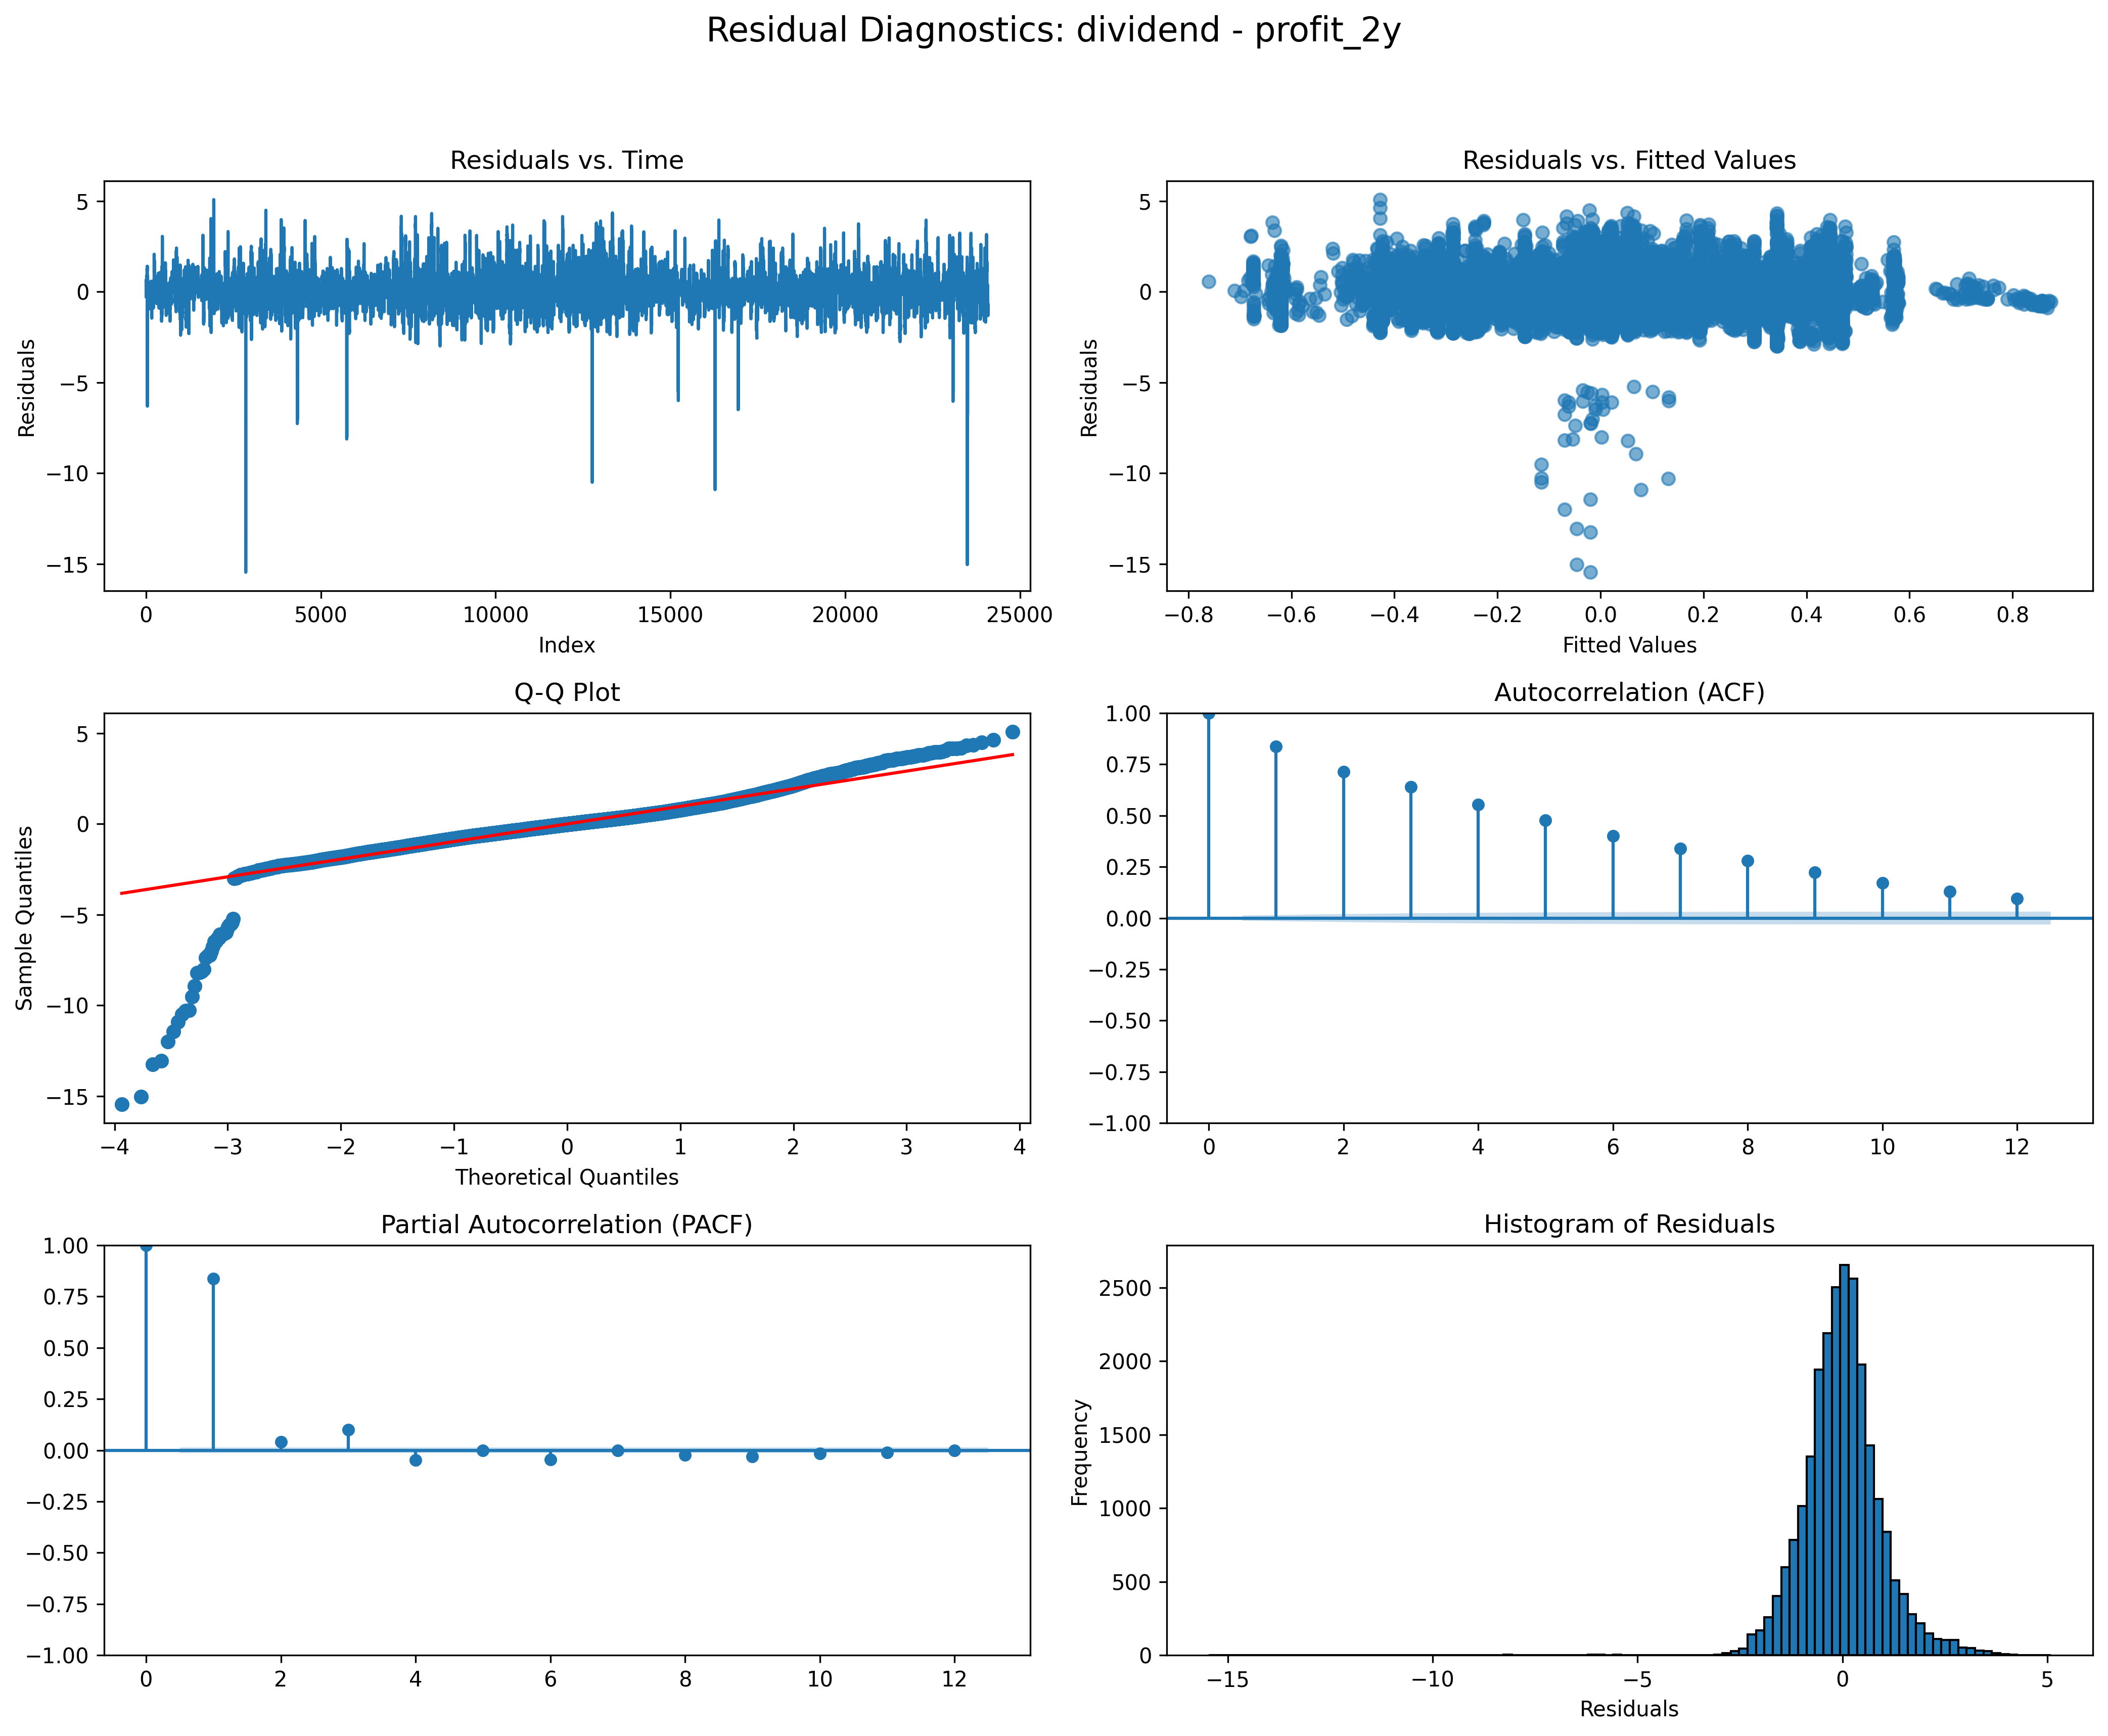 Residual Diagnostics: dividend - profit_2y
Residuals vs. Time
Residuals
5
0
−5
−10
−15
0 5000 10000 15000 20000 25000
Index
Residuals vs. Fitted Values
Residuals
5
0
−5
−10
−15
−0.8 −0.6 −0.4 −0.2 0.0 0.2 0.4 0.6 0.8
Fitted Values
Q-Q Plot
Sample Quantiles
5
0
−5
−10
−15
−4 −3 −2 −1 0 1 2 3 4
Theoretical Quantiles
Autocorrelation (ACF)
1.00
0.75
0.50
0.25
0.00
−0.25
−0.50
−0.75
−1.00
0 2 4 6 8 10 12
Partial Autocorrelation (PACF)
1.00
0.75
0.50
0.25
0.00
−0.25
−0.50
−0.75
−1.00
0 2 4 6 8 10 12
Histogram of Residuals
Frequency
2500
2000
1500
1000
500
0
−15 −10 −5 0 5
Residuals